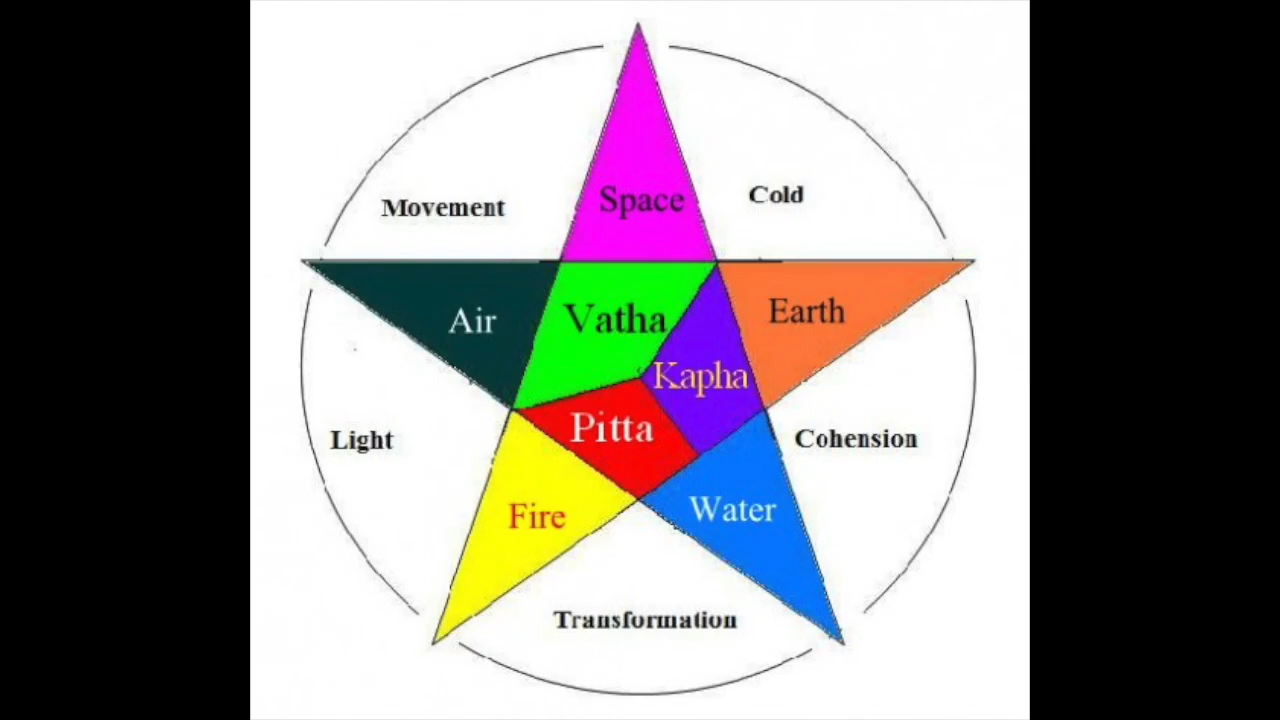 Movement
Space
Cold
Air
Vatha
Earth
Kapha
Light
Pitta
Cohension
Fire
Water
Transformation